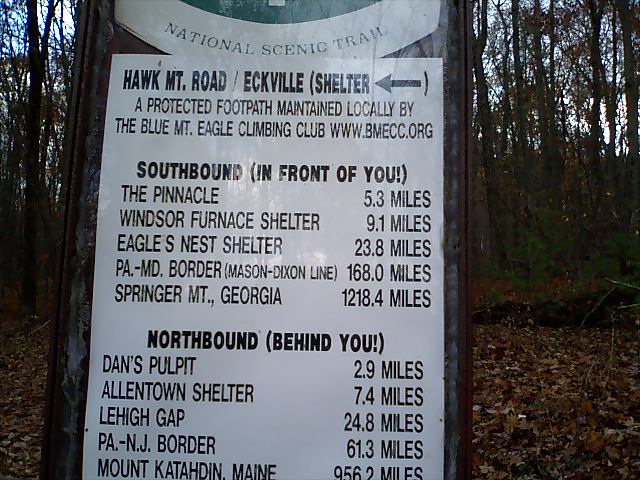 NATIONAL SCENIC TRAIL
HAWK MT. ROAD / ECKVILLE (SHELTER ←)
A PROTECTED FOOTPATH MAINTAINED LOCALLY BY
THE BLUE MT. EAGLE CLIMBING CLUB WWW.BMECC.ORG
SOUTHBOUND (IN FRONT OF YOU!)
THE PINNACLE 5.3 MILES
WINDSOR FURNACE SHELTER 9.1 MILES
EAGLE'S NEST SHELTER 23.8 MILES
PA.-MD. BORDER (MASON-DIXON LINE) 168.0 MILES
SPRINGER MT., GEORGIA 1218.4 MILES
NORTHBOUND (BEHIND YOU!)
DAN'S PULPIT 2.9 MILES
ALLENTOWN SHELTER 7.4 MILES
LEHIGH GAP 24.8 MILES
PA.-N.J. BORDER 61.3 MILES
MOUNT KATAHDIN, MAINE 956.2 MILES